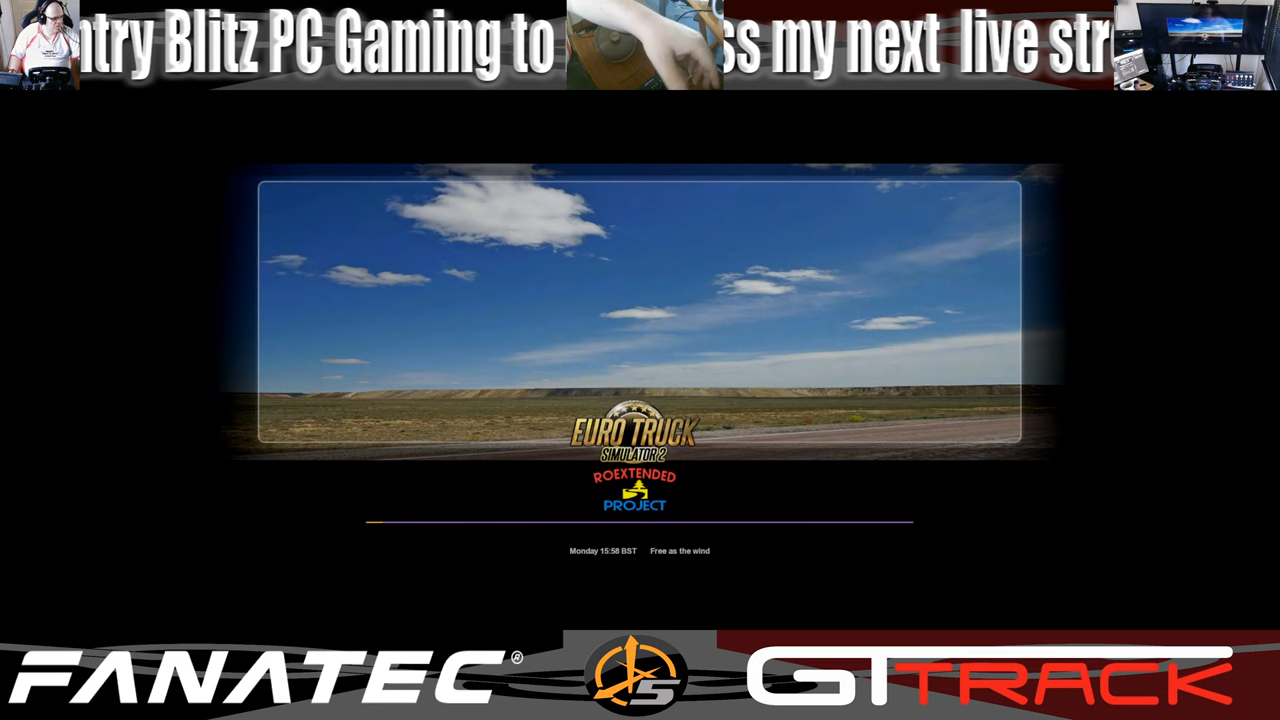 ntry Blitz PC Gaming to ss my next live str
EURO TRUCK
SIMULATOR 2
ROEXTENDED
PROJECT
Monday 15:58 BST Free as the wind
FANATEC® S GTTRACK